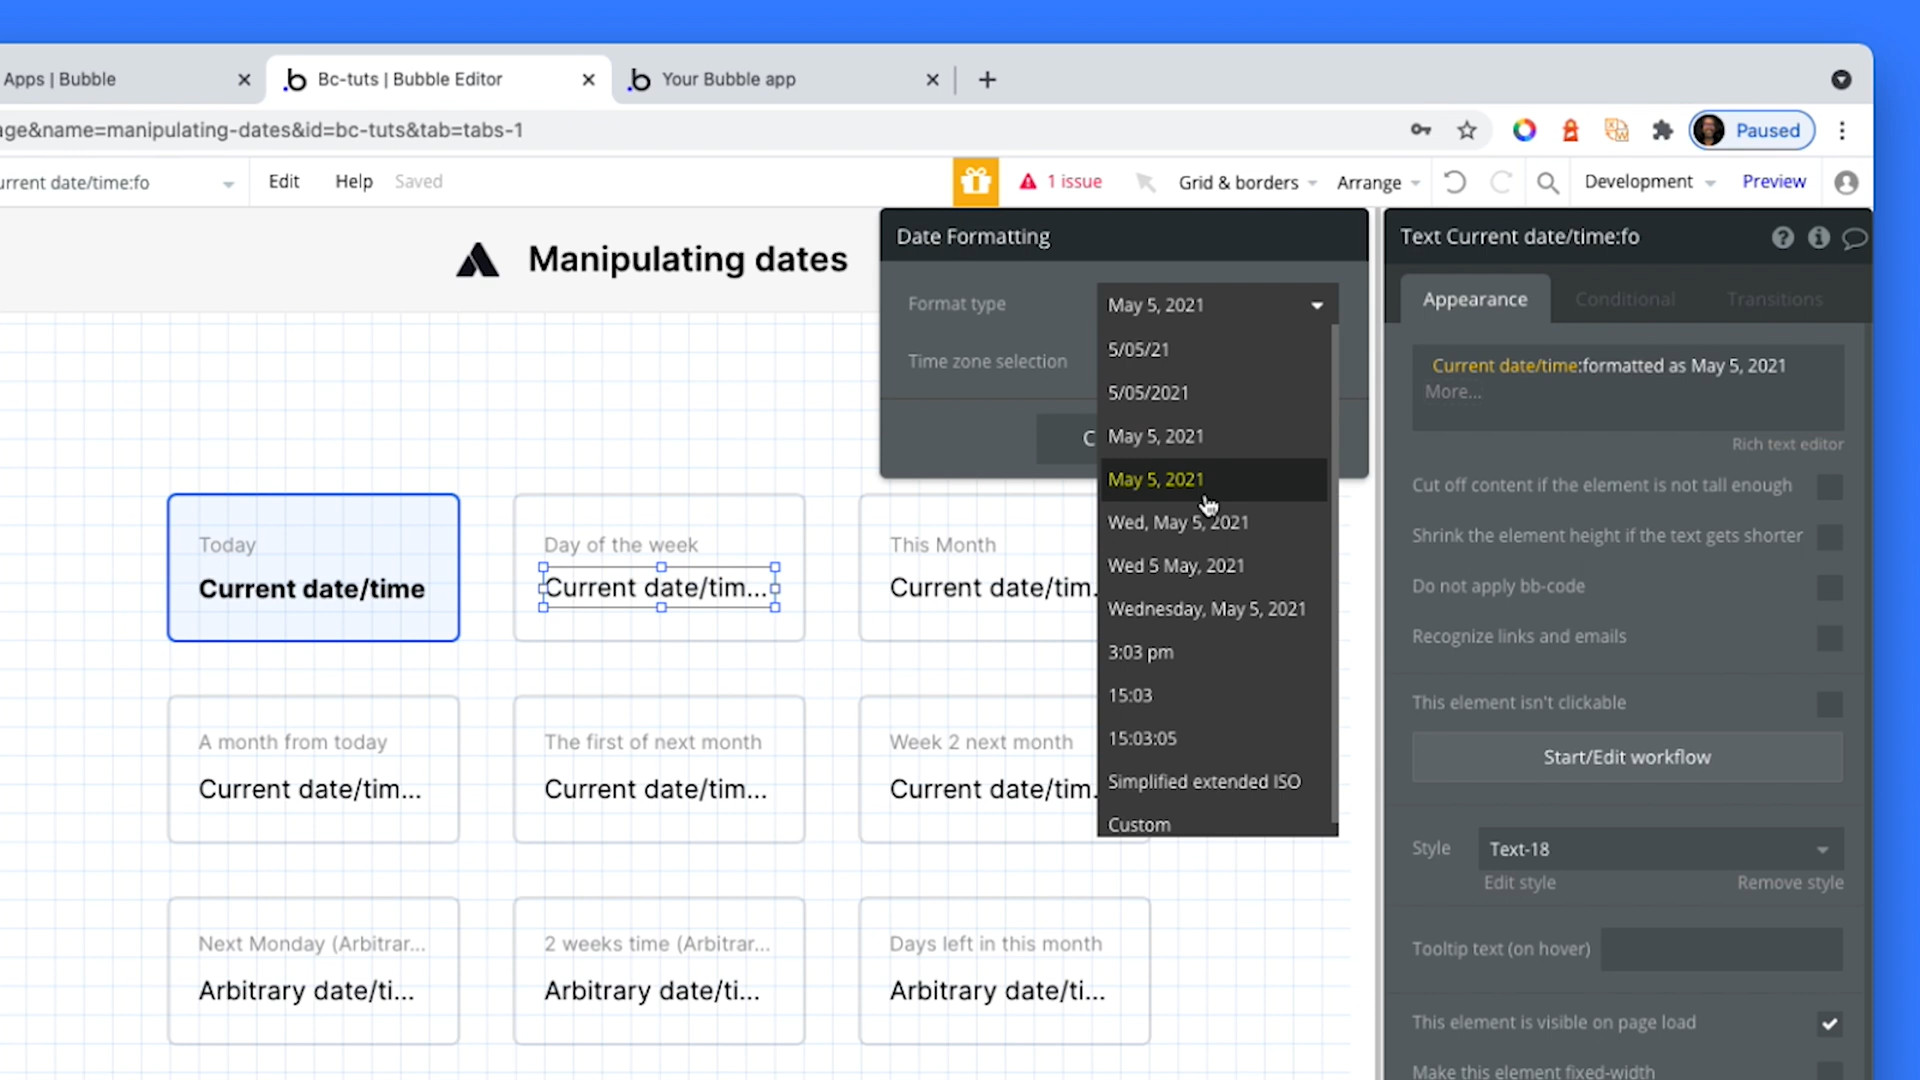 Apps | Bubble
Bc-tuts | Bubble Editor
Your Bubble app
age&name=manipulating-dates&id=bc-tuts&tab=tabs-1
Paused
urrent date/time:fo
Edit
Help
Saved
1 issue
Grid & borders
Arrange
Development
Preview
Manipulating dates
Date Formatting
Format type
May 5, 2021
Time zone selection
C
5/05/21
5/05/2021
May 5, 2021
May 5, 2021
Wed, May 5, 2021
Wed 5 May, 2021
Wednesday, May 5, 2021
3:03 pm
15:03
15:03:05
Simplified extended ISO
Custom
Today
Current date/time
Day of the week
Current date/tim...
This Month
Current date/tim.
A month from today
Current date/tim...
The first of next month
Current date/tim...
Week 2 next month
Current date/tim.
Next Monday (Arbitrar...
Arbitrary date/ti...
2 weeks time (Arbitrar...
Arbitrary date/ti...
Days left in this month
Arbitrary date/ti...
Text Current date/time:fo
Appearance
Conditional
Transitions
Current date/time:formatted as May 5, 2021
More...
Rich text editor
Cut off content if the element is not tall enough
Shrink the element height if the text gets shorter
Do not apply bb-code
Recognize links and emails
This element isn't clickable
Start/Edit workflow
Style
Text-18
Edit style
Remove style
Tooltip text (on hover)
This element is visible on page load
Make this element fixed-width